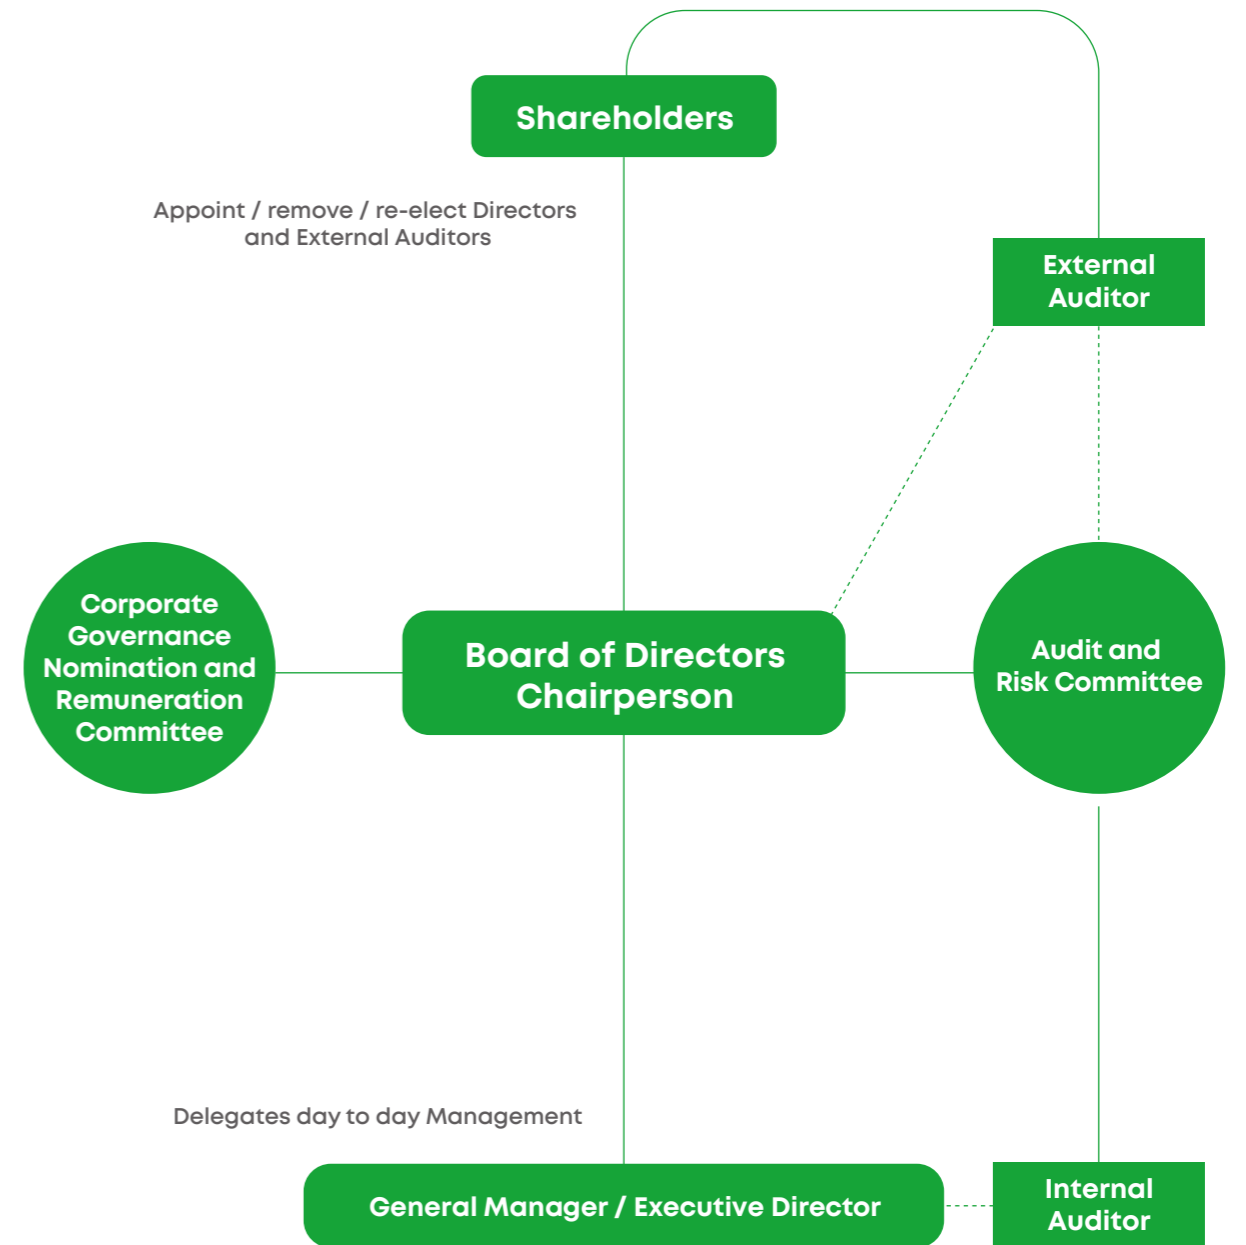 Shareholders
Appoint / remove / re-elect Directors
and External Auditors
External
Auditor
Corporate
Governance
Nomination and
Remuneration
Committee
Board of Directors
Chairperson
Audit and
Risk Committee
Delegates day to day Management
General Manager / Executive Director
Internal
Auditor